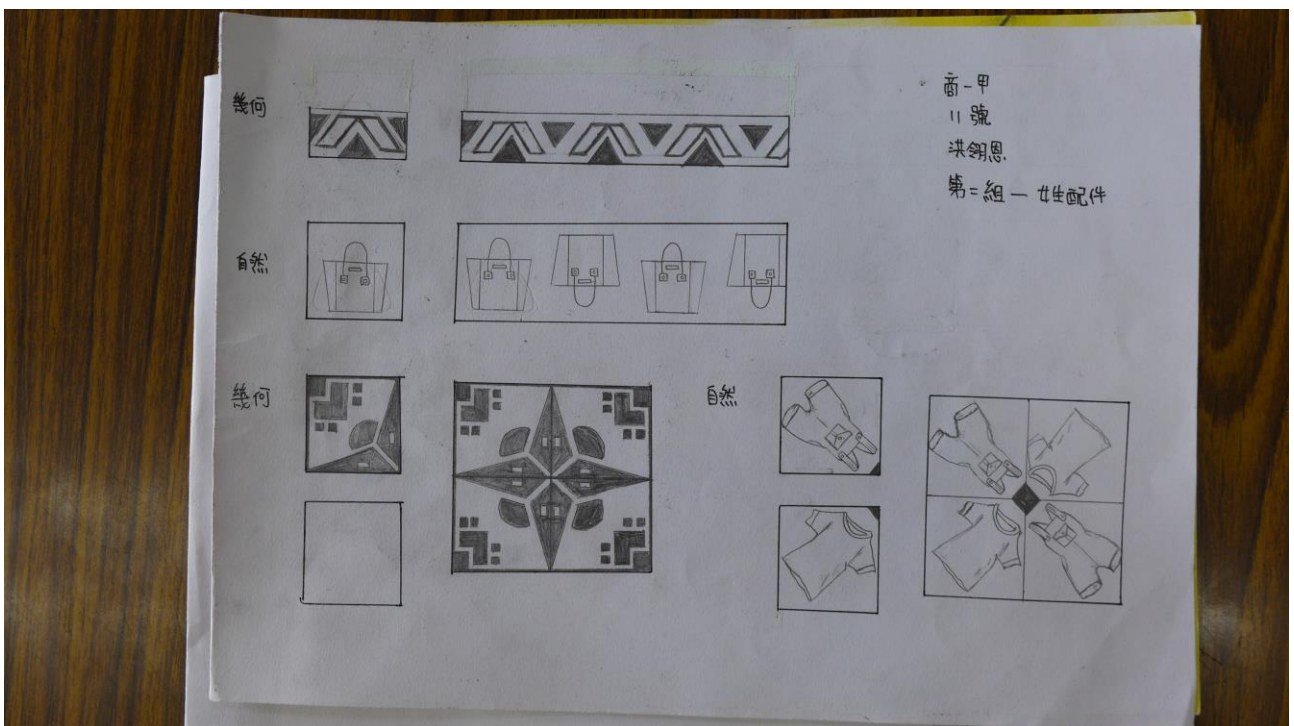 幾何
商一甲
11號
洪翎恩
第二組 — 女生配件
自然
幾何
自然